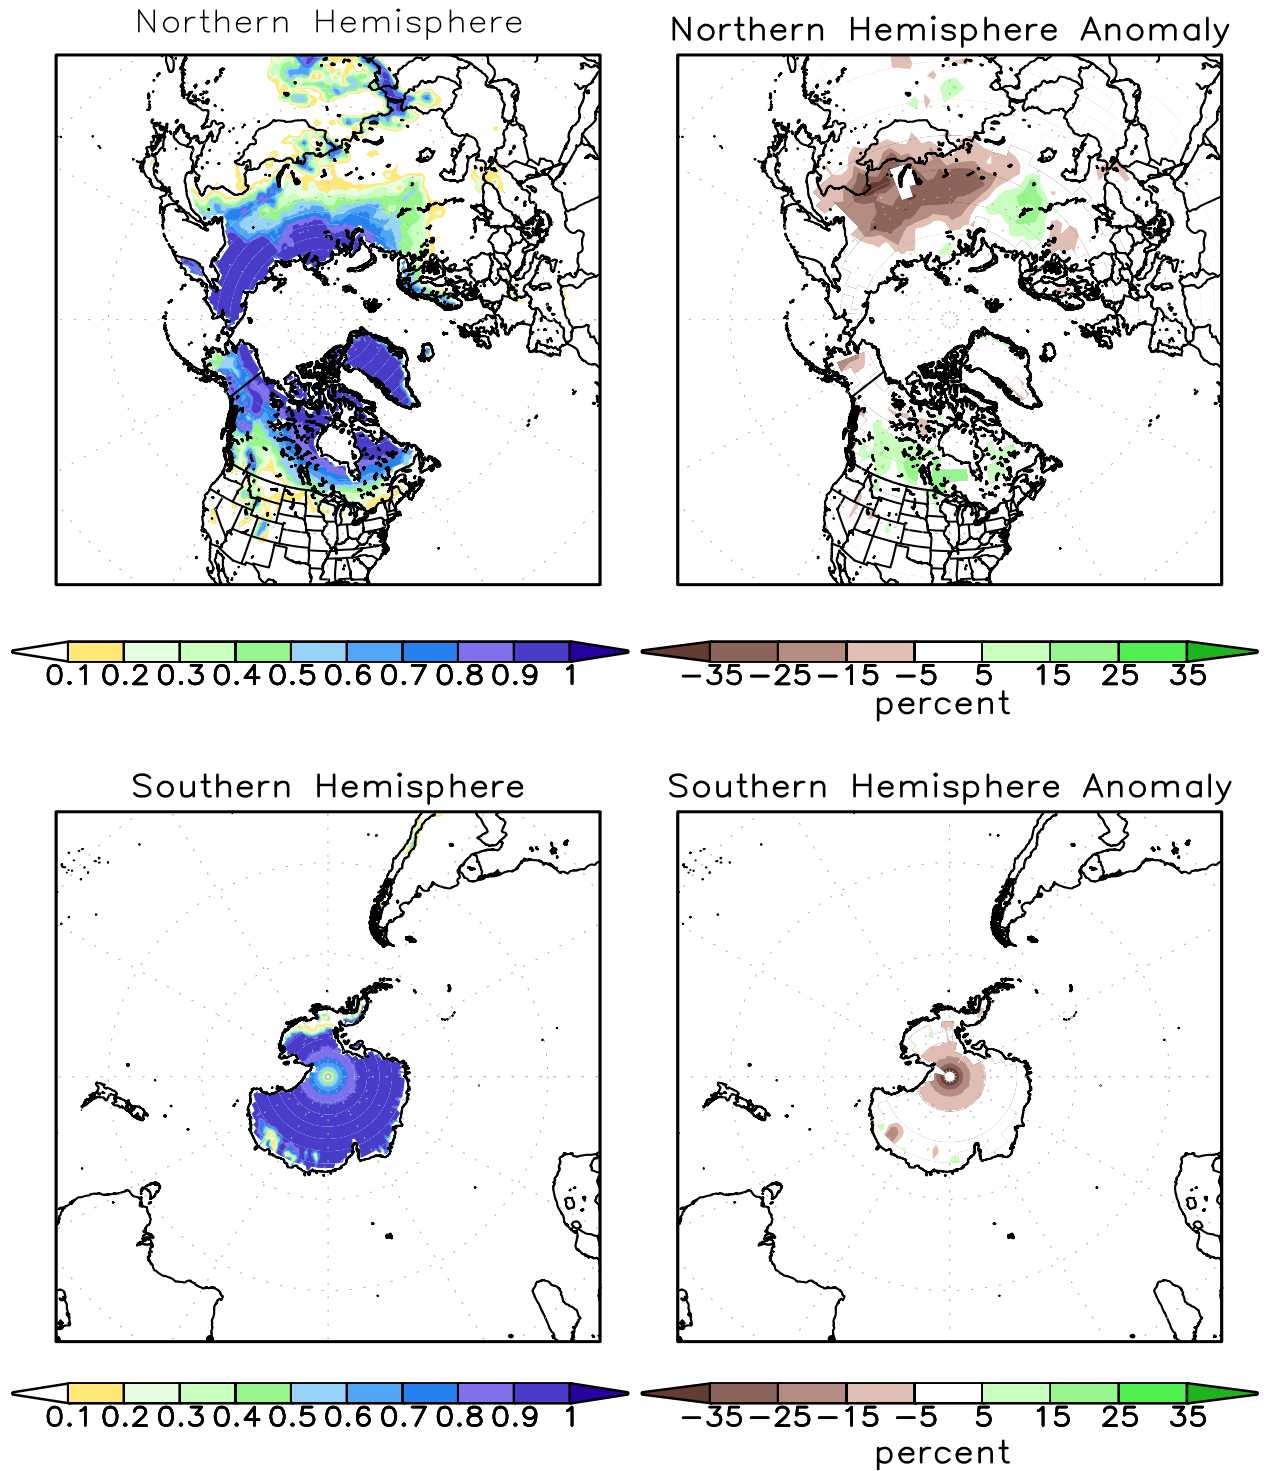 Northern Hemisphere
Northern Hemisphere Anomaly
0.1 0.2 0.3 0.4 0.5 0.6 0.7 0.8 0.9 1
-35 -25 -15 -5 5 15 25 35
percent
Southern Hemisphere
Southern Hemisphere Anomaly
0.1 0.2 0.3 0.4 0.5 0.6 0.7 0.8 0.9 1
-35 -25 -15 -5 5 15 25 35
percent